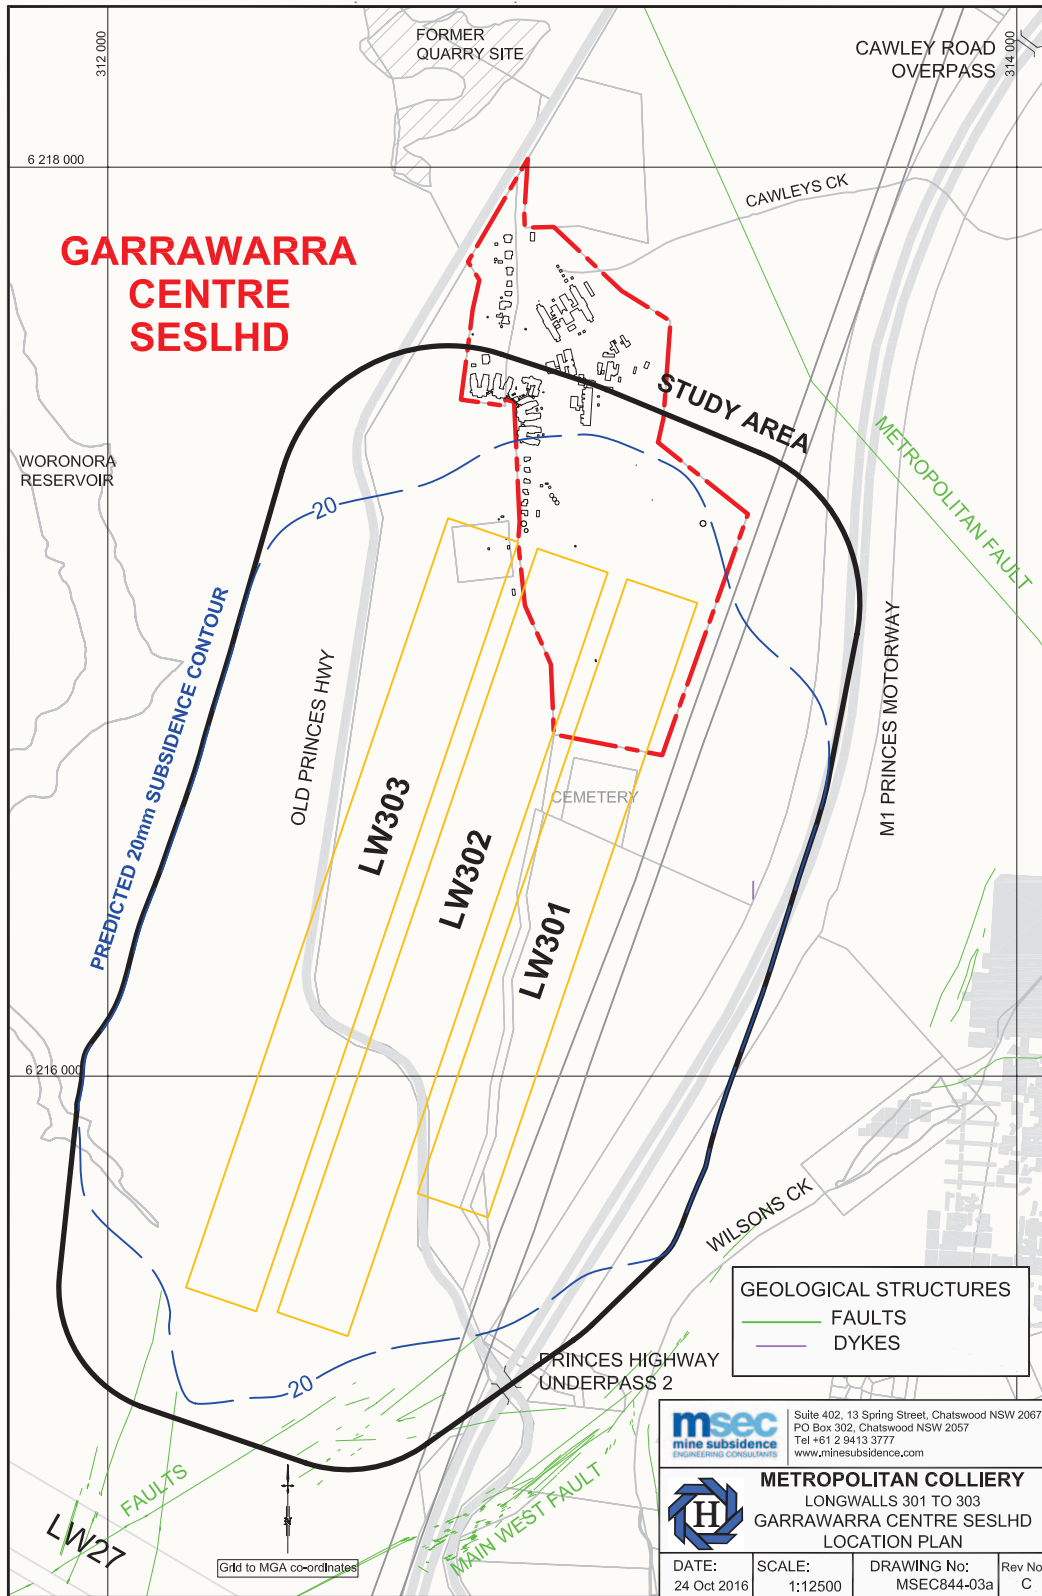 FORMER
QUARRY SITE
CAWLEY ROAD
OVERPASS
312 000
314 000
6 218 000
CAWLEYS CK
GARRAWARRA
CENTRE
SESLHD
STUDY AREA
METROPOLITAN FAULT
WORONORA
RESERVOIR
20
PREDICTED 20mm SUBSIDENCE CONTOUR
OLD PRINCES HWY
M1 PRINCES MOTORWAY
LW303
LW302
LW301
CEMETERY
6 216 000
WILSONS CK
GEOLOGICAL STRUCTURES
FAULTS
DYKES
PRINCES HIGHWAY
UNDERPASS 2
20
FAULTS
MAIN WEST FAULT
LW27
N
Grid to MGA co-ordinates
msec
mine subsidence
ENGINEERING CONSULTANTS
Suite 402, 13 Spring Street, Chatswood NSW 2067
PO Box 302, Chatswood NSW 2057
Tel +61 2 9413 3777
www.minesubsidence.com
H
METROPOLITAN COLLIERY
LONGWALLS 301 TO 303
GARRAWARRA CENTRE SESLHD
LOCATION PLAN
DATE:
24 Oct 2016
SCALE:
1:12500
DRAWING No:
MSEC844-03a
Rev No
C